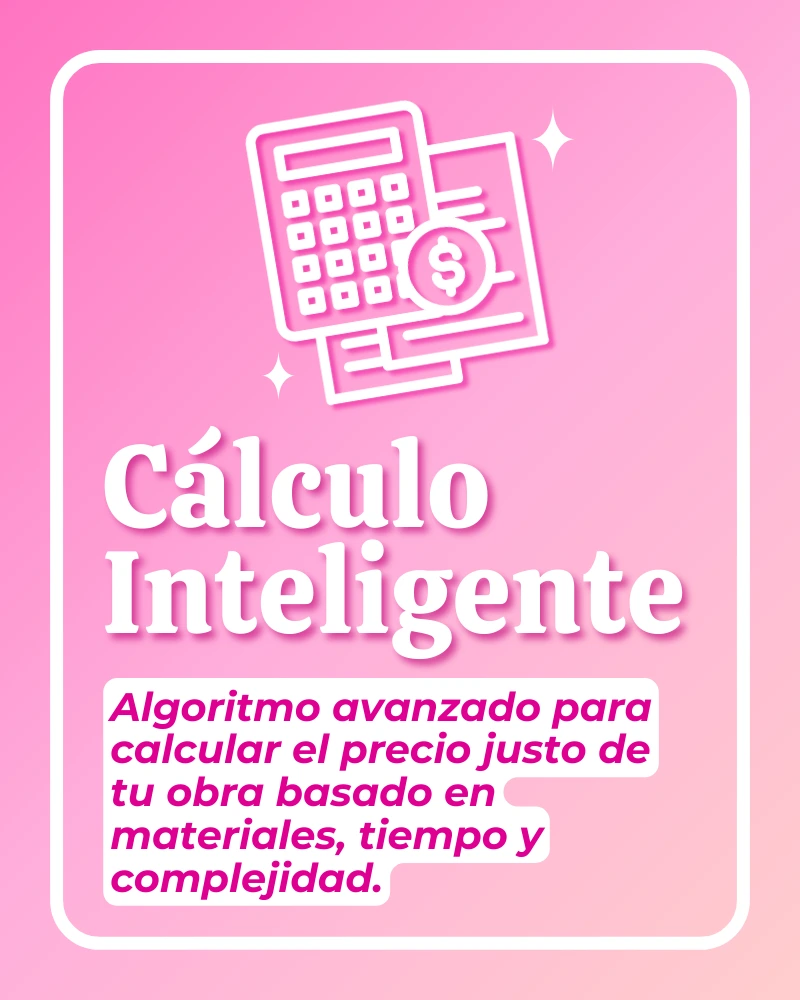 $
Cálculo
Inteligente
Algoritmo avanzado para
calcular el precio justo de
tu obra basado en
materiales, tiempo y
complejidad.